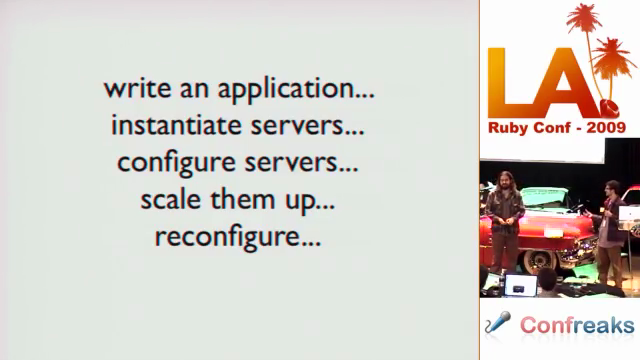 write an application...
instantiate servers...
configure servers...
scale them up...
reconfigure...
LA
Ruby Conf - 2009
Confreaks